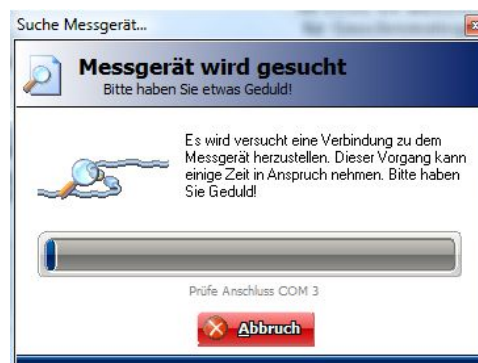 Suche Messgerät...
Messgerät wird gesucht
Bitte haben Sie etwas Geduld!
Es wird versucht eine Verbindung zu dem
Messgerät herzustellen. Dieser Vorgang kann
einige Zeit in Anspruch nehmen. Bitte haben
Sie Geduld!
Prüfe Anschluss COM 3
Abbruch